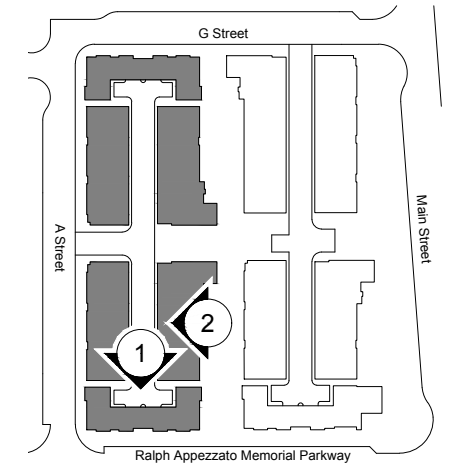 G Street
A Street
Main Street
2
1
Ralph Appezzato Memorial Parkway